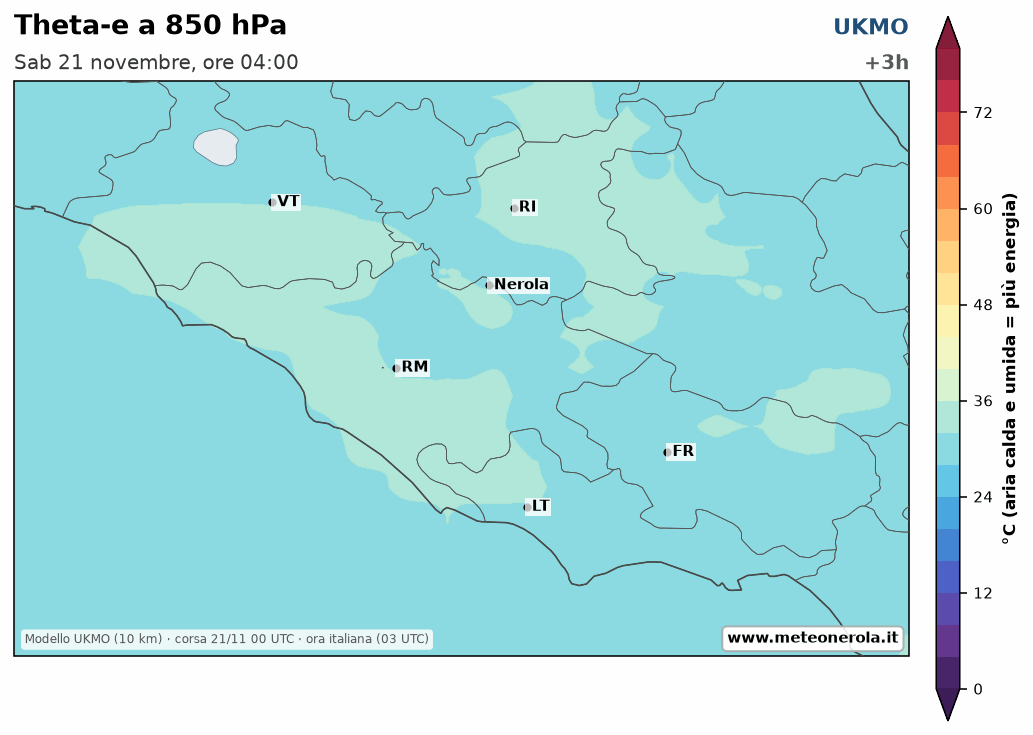 Theta-e a 850 hPa
UKMO
Sab 21 novembre, ore 04:00
+3h
72
60
48
36
24
12
0
°C (aria calda e umida = più energia)
VT
RI
Nerola
RM
FR
LT
Modello UKMO (10 km) · corsa 21/11 00 UTC · ora italiana (03 UTC)
www.meteonerola.it